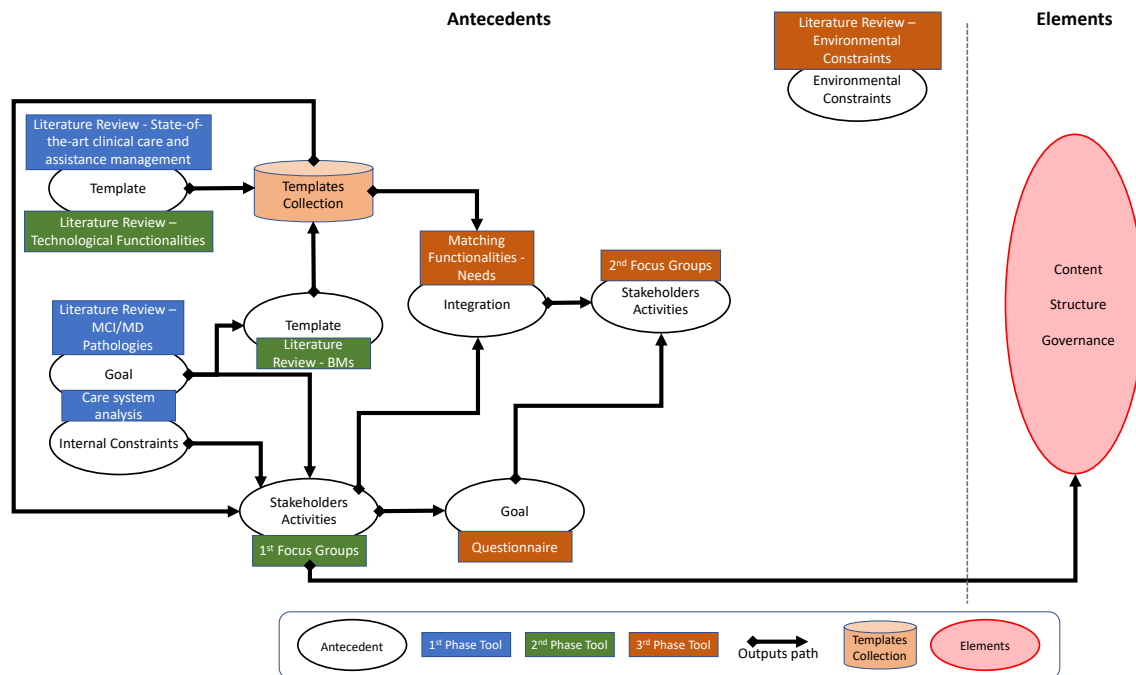 Antecedents
Elements
Literature Review –
Environmental
Constraints
Environmental
Constraints
Literature Review - State-of-
the-art clinical care and
assistance management
Template
Literature Review –
Technological Functionalities
Templates
Collection
Matching
Functionalities -
Needs
Integration
2nd Focus Groups
Stakeholders
Activities
Literature Review –
MCI/MD
Pathologies
Goal
Template
Literature
Review - BMs
Care system
analysis
Internal Constraints
Stakeholders
Activities
1st Focus Groups
Goal
Questionnaire
Content
Structure
Governance
Antecedent
1st Phase Tool
2nd Phase Tool
3rd Phase Tool
Outputs path
Templates
Collection
Elements